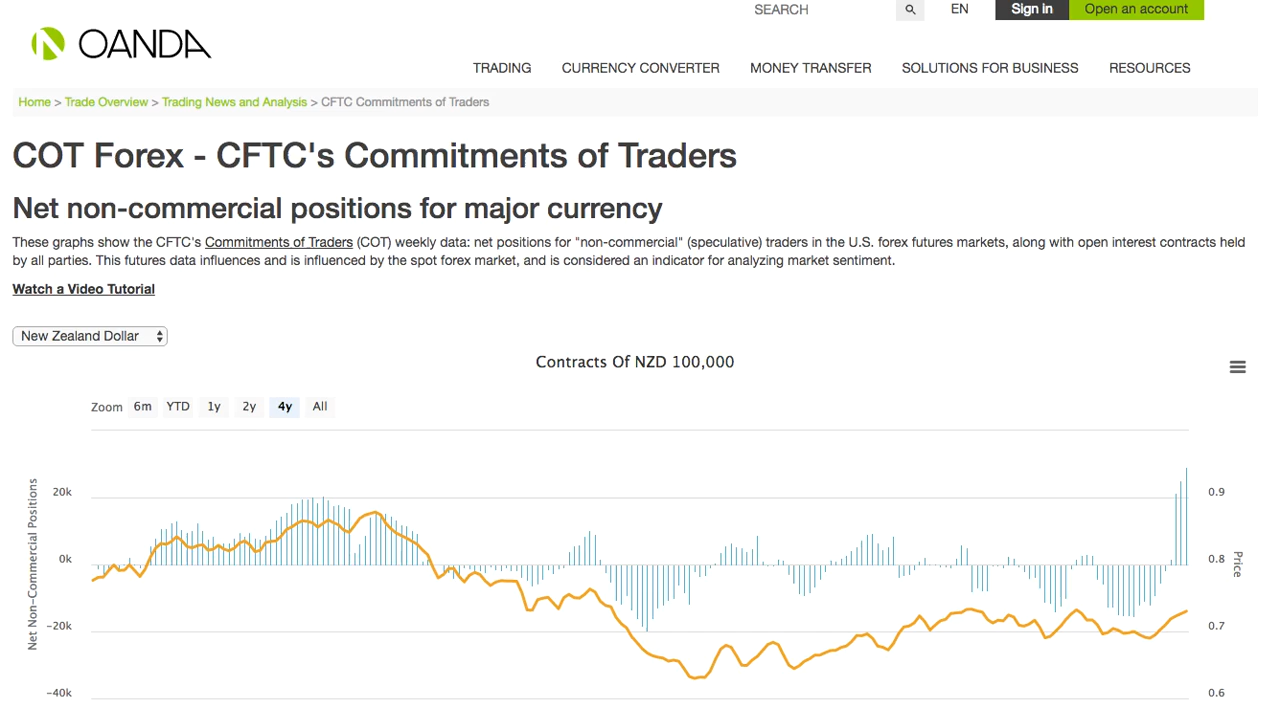 SEARCH EN Sign in Open an account
OANDA
TRADING CURRENCY CONVERTER MONEY TRANSFER SOLUTIONS FOR BUSINESS RESOURCES
Home > Trade Overview > Trading News and Analysis > CFTC Commitments of Traders
COT Forex - CFTC's Commitments of Traders
Net non-commercial positions for major currency
These graphs show the CFTC's Commitments of Traders (COT) weekly data: net positions for "non-commercial" (speculative) traders in the U.S. forex futures markets, along with open interest contracts held
by all parties. This futures data influences and is influenced by the spot forex market, and is considered an indicator for analyzing market sentiment.
Watch a Video Tutorial
New Zealand Dollar
Contracts Of NZD 100,000
Zoom 6m YTD 1y 2y 4y All
Net Non-Commercial Positions
20k
0k
−20k
−40k
0.9
0.8
0.7
0.6
Price